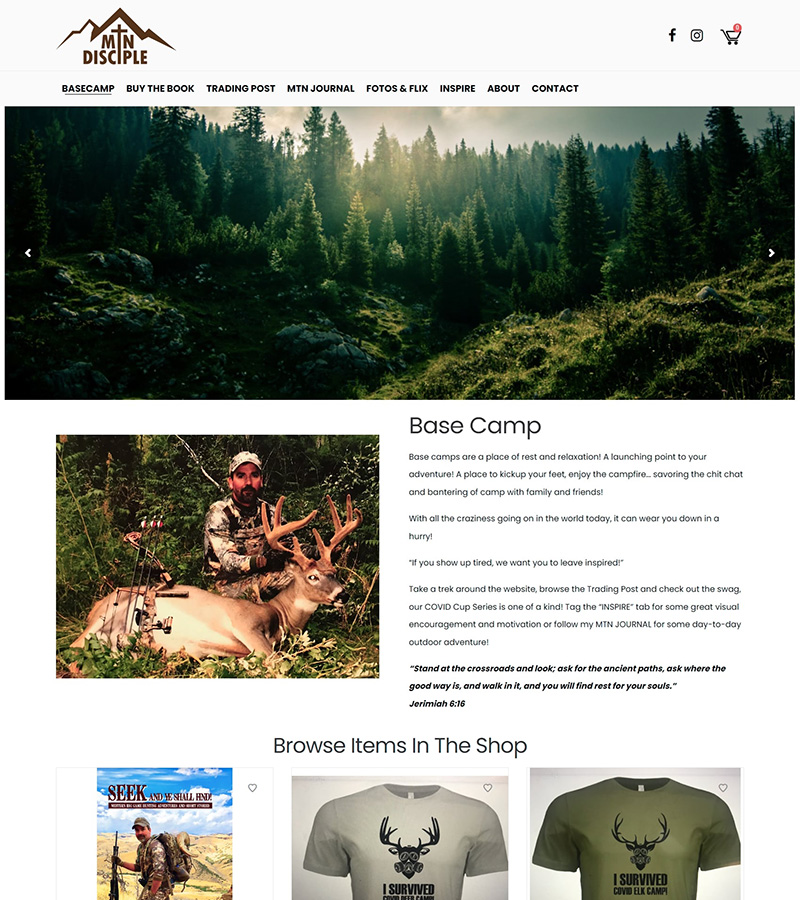 MTN
DISCIPLE
0
BASECAMP BUY THE BOOK TRADING POST MTN JOURNAL FOTOS & FLIX INSPIRE ABOUT CONTACT
Base Camp
Base camps are a place of rest and relaxation! A launching point to your
adventure! A place to kickup your feet, enjoy the campfire... savoring the chit chat
and bantering of camp with family and friends!
With all the craziness going on in the world today, it can wear you down in a
hurry!
“If you show up tired, we want you to leave inspired!”
Take a trek around the website, browse the Trading Post and check out the swag,
our COVID Cup Series is one of a kind! Tag the “INSPIRE” tab for some great visual
encouragement and motivation or follow my MTN JOURNAL for some day-to-day
outdoor adventure!
“Stand at the crossroads and look; ask for the ancient paths, ask where the
good way is, and walk in it, and you will find rest for your souls.”
Jerimiah 6:16
Browse Items In The Shop
SEEK AND YE SHALL FIND!
WESTERN BIG GAME HUNTING ADVENTURES AND SHORT STORIES
I SURVIVED
COVID DEER CAMP!
I SURVIVED
COVID ELK CAMP!